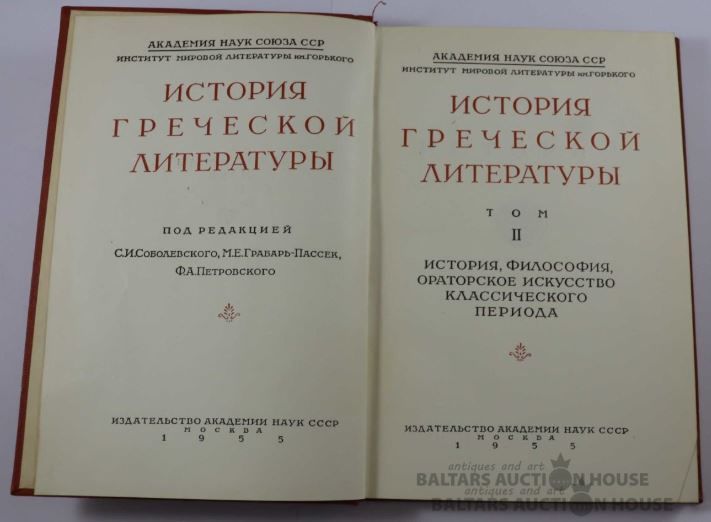 АКАДЕМИЯ НАУК СОЮЗА ССР
ИНСТИТУТ МИРОВОЙ ЛИТЕРАТУРЫ им. ГОРЬКОГО
ИСТОРИЯ
ГРЕЧЕСКОЙ
ЛИТЕРАТУРЫ
ПОД РЕДАКЦИЕЙ
С.И.СОБОЛЕВСКОГО, М.Е.ГРАБАРЬ-ПАССЕК,
Ф.А.ПЕТРОВСКОГО
ИЗДАТЕЛЬСТВО АКАДЕМИИ НАУК СССР
МОСКВА
1955
АКАДЕМИЯ НАУК СОЮЗА ССР
ИНСТИТУТ МИРОВОЙ ЛИТЕРАТУРЫ им. ГОРЬКОГО
ИСТОРИЯ
ГРЕЧЕСКОЙ
ЛИТЕРАТУРЫ
ТОМ
II
ИСТОРИЯ, ФИЛОСОФИЯ,
ОРАТОРСКОЕ ИСКУССТВО
КЛАССИЧЕСКОГО
ПЕРИОДА
ИЗДАТЕЛЬСТВО АКАДЕМИИ НАУК СССР
МОСКВА
1955
antiques and art
BALTARS AUCTION HOUSE
antiques and art
BALTARS AUCTION HOUSE